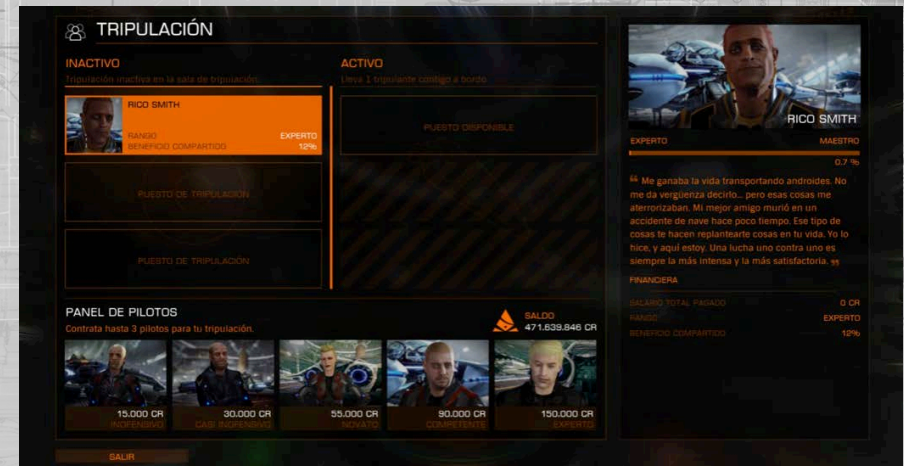 TRIPULACIÓN
INACTIVO
Tripulación inactiva en la sala de tripulación.
RICO SMITH
RANGO EXPERTO
BENEFICIO COMPARTIDO 12%
PUESTO DE TRIPULACIÓN
PUESTO DE TRIPULACIÓN
ACTIVO
Lleva 1 tripulante contigo a bordo.
PUESTO DISPONIBLE
PANEL DE PILOTOS
Contrata hasta 3 pilotos para tu tripulación.
SALDO
471.639.846 CR
15.000 CR
INOFENSIVO
30.000 CR
CASI INOFENSIVO
55.000 CR
NOVATO
90.000 CR
COMPETENTE
150.000 CR
EXPERTO
SALIR
RICO SMITH
EXPERTO MAESTRO
0,7 %
“ Me ganaba la vida transportando androides. No
me da vergüenza decirlo... pero esas cosas me
aterrorizaban. Mi mejor amigo murió en un
accidente de nave hace poco tiempo. Ese tipo de
cosas te hacen replantearte cosas en tu vida. Yo lo
hice, y aquí estoy. Una lucha uno contra uno es
siempre la más intensa y la más satisfactoria. ”
FINANCIERA
SALARIO TOTAL PAGADO 0 CR
RANGO EXPERTO
BENEFICIO COMPARTIDO 12%